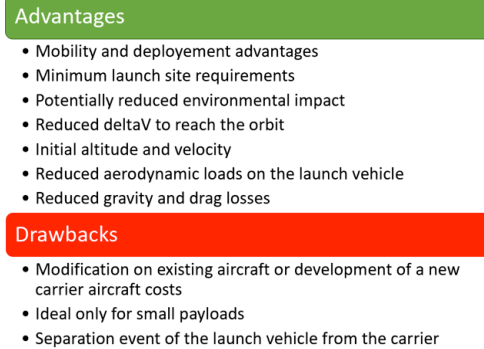 Advantages
• Mobility and deployement advantages
• Minimum launch site requirements
• Potentially reduced environmental impact
• Reduced deltaV to reach the orbit
• Initial altitude and velocity
• Reduced aerodynamic loads on the launch vehicle
• Reduced gravity and drag losses
Drawbacks
• Modification on existing aircraft or development of a new
carrier aircraft costs
• Ideal only for small payloads
• Separation event of the launch vehicle from the carrier